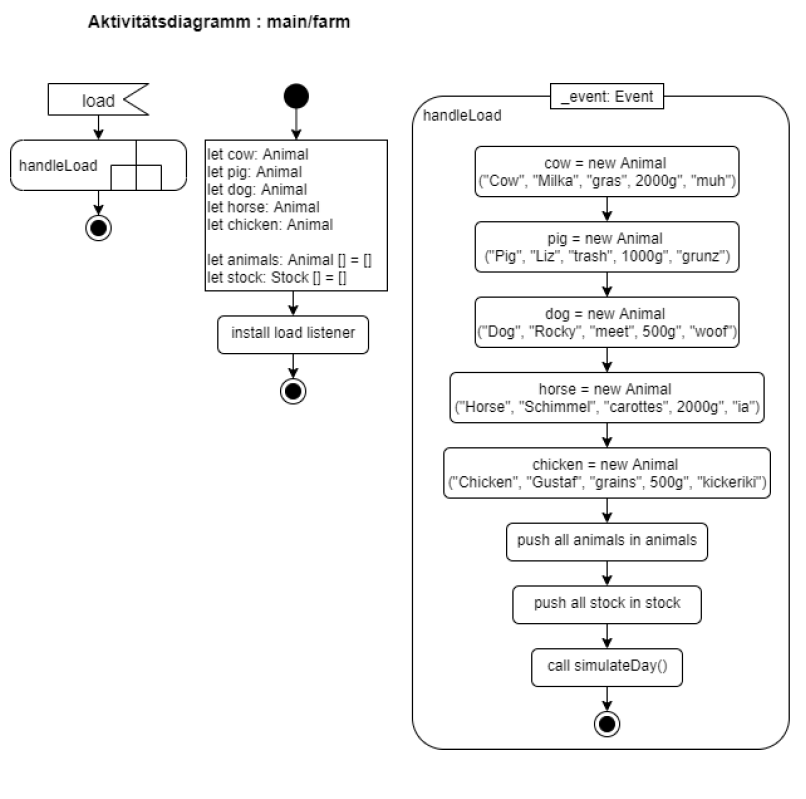 Aktivitätsdiagramm : main/farm
load
handleLoad
let cow: Animal
let pig: Animal
let dog: Animal
let horse: Animal
let chicken: Animal
let animals: Animal [] = []
let stock: Stock [] = []
install load listener
_event: Event
handleLoad
cow = new Animal
("Cow", "Milka", "gras", 2000g, "muh")
pig = new Animal
("Pig", "Liz", "trash", 1000g, "grunz")
dog = new Animal
("Dog", "Rocky", "meet", 500g, "woof")
horse = new Animal
("Horse", "Schimmel", "carottes", 2000g, "ia")
chicken = new Animal
("Chicken", "Gustaf", "grains", 500g, "kickeriki")
push all animals in animals
push all stock in stock
call simulateDay()